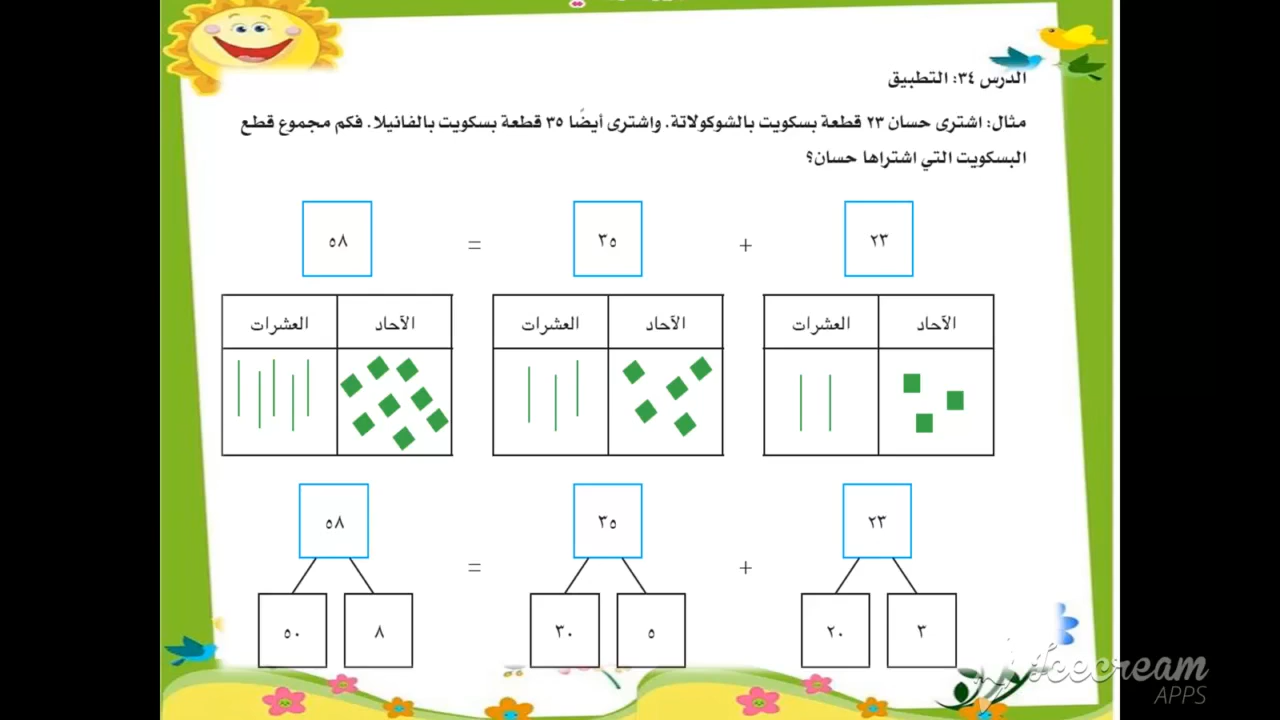 الدرس ٣٤: التطبيق
مثال: اشترى حسان ٢٣ قطعة بسكويت بالشوكولاتة. واشترى أيضًا ٣٥ قطعة بسكويت بالفانيلا. فكم مجموع قطع
البسكويت التي اشتراها حسان؟
٢٣ + ٣٥ = ٥٨
الآحاد العشرات الآحاد العشرات الآحاد العشرات
٢٣ + ٣٥ = ٥٨
٣ ٢٠ ٥ ٣٠ ٨ ٥٠
Icecream
APPS